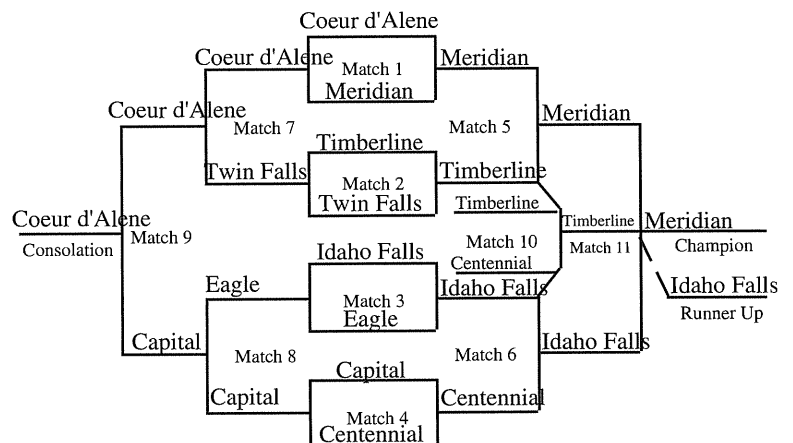 Coeur d'Alene
Coeur d'Alene
Match 1
Meridian
Meridian
Coeur d'Alene
Match 7
Match 5
Meridian
Timberline
Twin Falls
Match 2
Timberline
Twin Falls
Timberline
Coeur d'Alene
Consolation
Match 9
Match 10
Timberline
Match 11
Meridian
Champion
Idaho Falls
Centennial
Eagle
Match 3
Idaho Falls
Idaho Falls
Runner Up
Eagle
Capital
Match 8
Match 6
Idaho Falls
Capital
Capital
Match 4
Centennial
Centennial